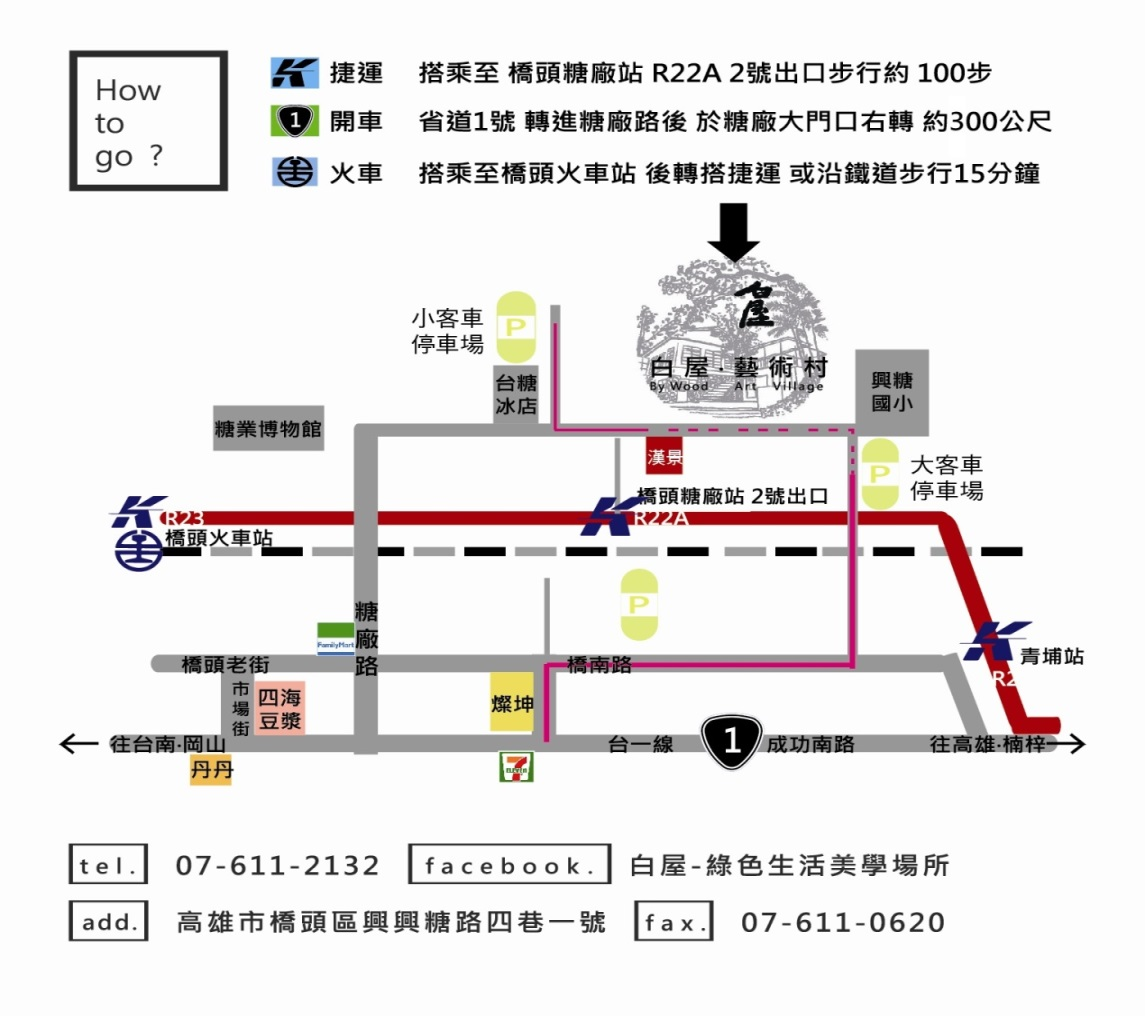 How
to
go ?
捷運 搭乘至 橋頭糖廠站 R22A 2號出口步行約 100步
1 開車 省道1號 轉進糖廠路後 於糖廠大門口右轉 約300公尺
火車 搭乘至橋頭火車站 後轉搭捷運 或沿鐵道步行15分鐘
小客車
停車場
P
白屋
白屋·藝術村
By Wood Art Village
台糖
冰店
興糖
國小
糖業博物館
漢景
P
大客車
停車場
橋頭糖廠站 2號出口
R23
R22A
橋頭火車站
P
糖廠路
FamilyMart
橋頭老街
橋南路
青埔站
R2
市場街
四海
豆漿
燦坤
往台南·岡山
台一線
1
成功南路
往高雄·楠梓
丹丹
7
ELEVEN
tel. 07-611-2132 facebook. 白屋-綠色生活美學場所
add. 高雄市橋頭區興興糖路四巷一號 fax. 07-611-0620